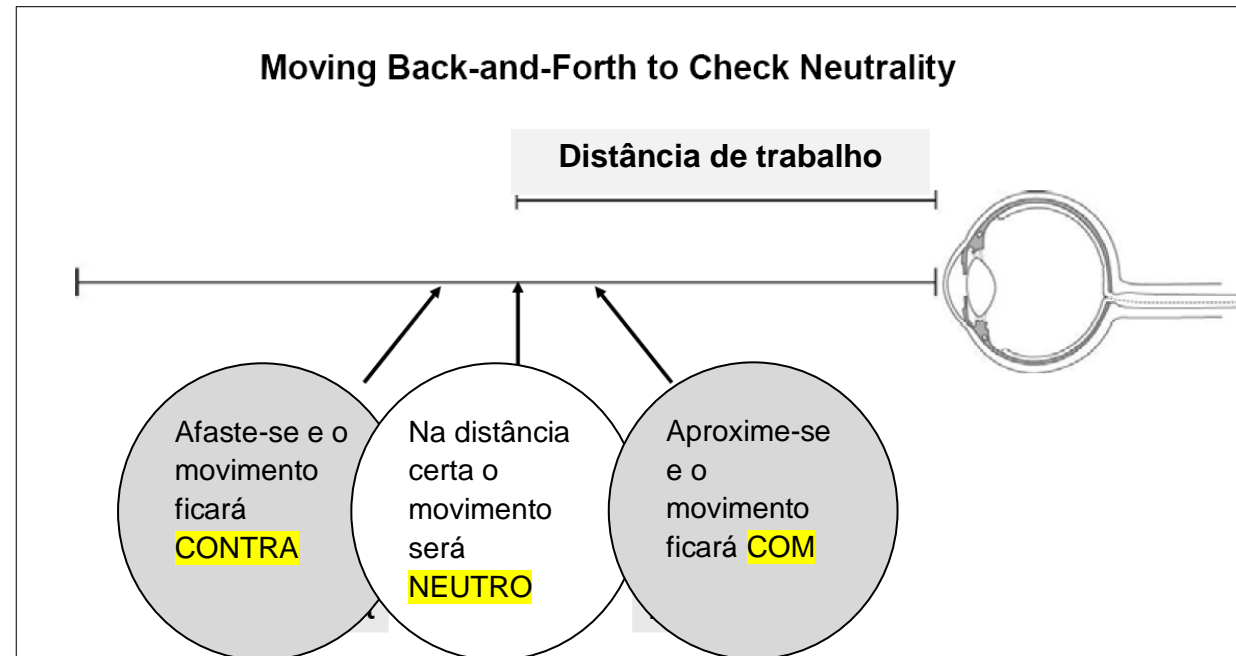 Moving Back-and-Forth to Check Neutrality
Distância de trabalho
Afaste-se e o
movimento
ficará
CONTRA
Na distância
certa o
movimento
será
NEUTRO
Aproxime-se
e o
movimento
ficará COM